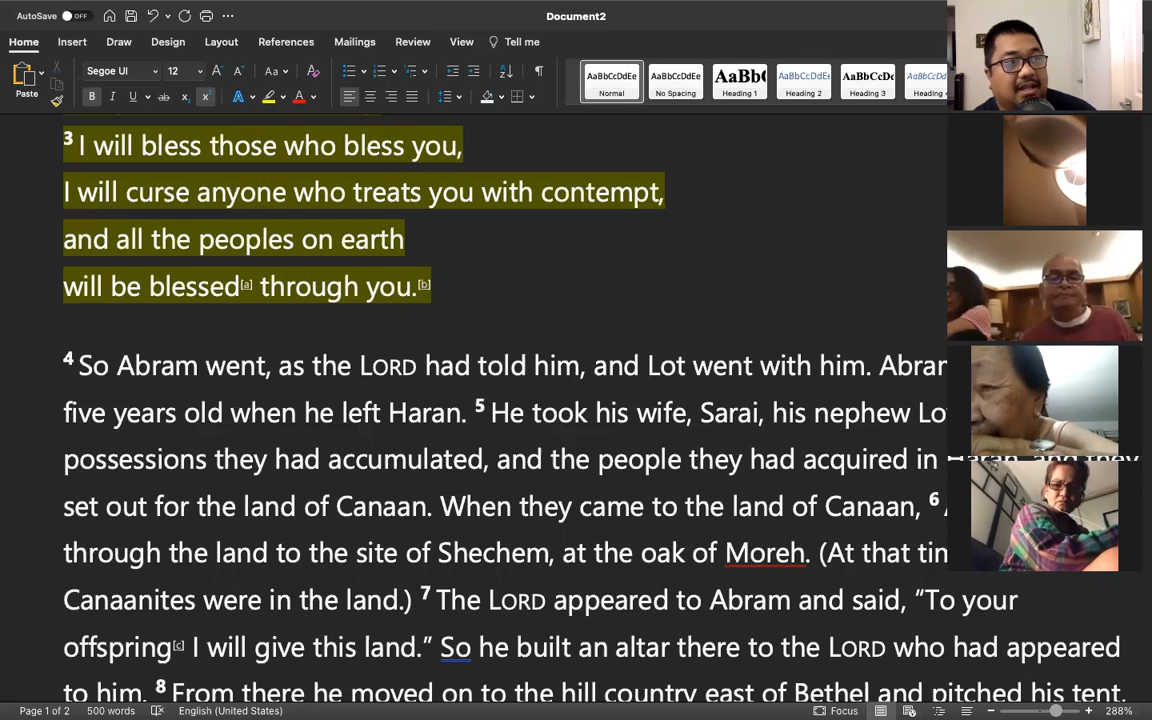 AutoSave OFF
Document2
Home Insert Draw Design Layout References Mailings Review View Tell me
Paste
Segoe UI 12
AaBbCcDdEe Normal
AaBbCcDdEe No Spacing
Heading 1
AaBbCcDdEe Heading 2
Heading 3
3 I will bless those who bless you,
I will curse anyone who treats you with contempt,
and all the peoples on earth
will be blessed[a] through you.[b]
4 So Abram went, as the LORD had told him, and Lot went with him.
five years old when he left Haran. 5 He took his wife, Sarai, his nephew
possessions they had accumulated, and the people they had acquired in Haran, and they
set out for the land of Canaan. When they came to the land of Canaan, 6
through the land to the site of Shechem, at the oak of Moreh. (At that
Canaanites were in the land.) 7 The LORD appeared to Abram and said, “To your
offspring[c] I will give this land.” So he built an altar there to the LORD who had appeared
to him. 8 From there he moved on to the hill country east of Bethel and pitched his tent,
Page 1 of 2 500 words English (United States) Focus 288%